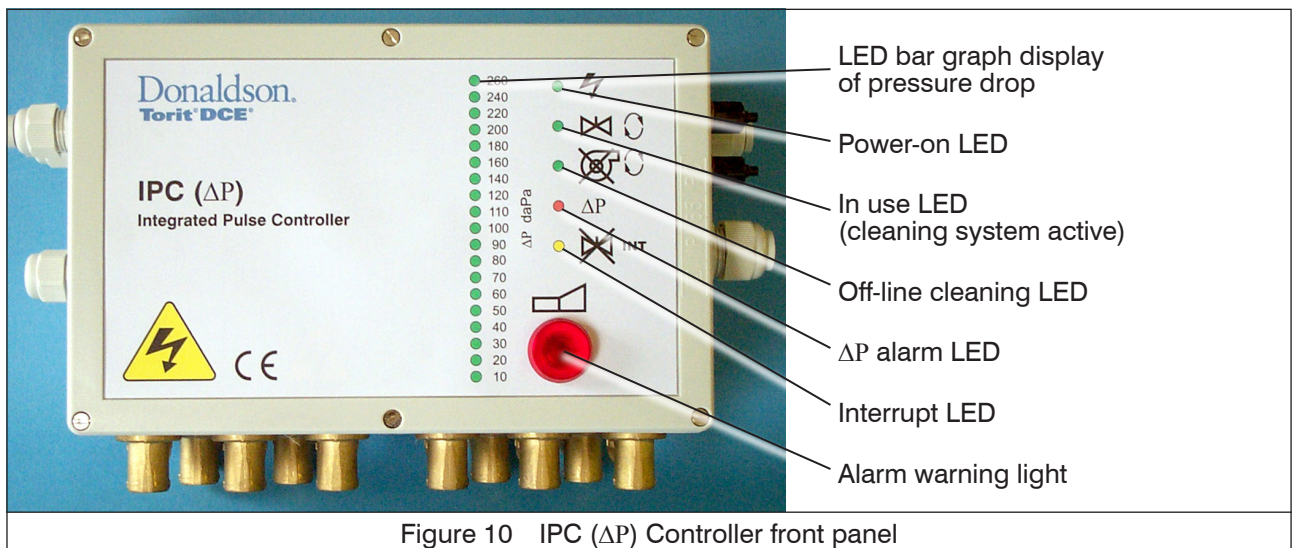 Donaldson.
Torit® DCE®
IPC (ΔP)
Integrated Pulse Controller
CE
260
240
220
200
180
160
140
120
110
100
90
80
70
60
50
40
30
20
10
ΔP daPa
ΔP
INT
LED bar graph display
of pressure drop
Power-on LED
In use LED
(cleaning system active)
Off-line cleaning LED
ΔP alarm LED
Interrupt LED
Alarm warning light
Figure 10 IPC (ΔP) Controller front panel